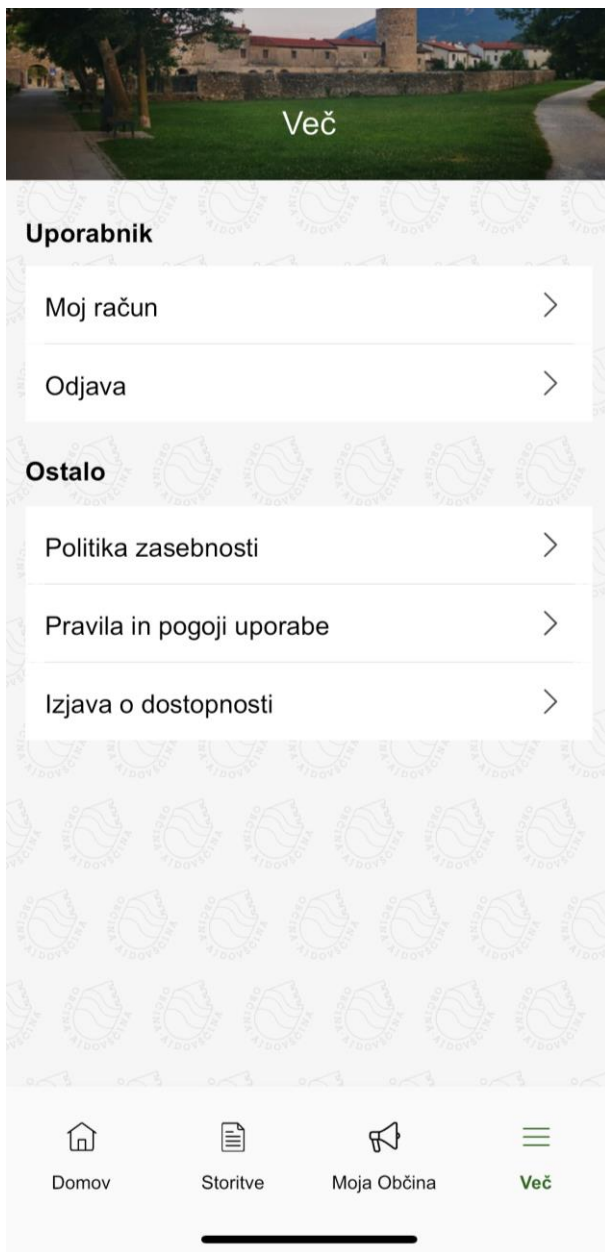 Več
Uporabnik
Moj račun
Odjava
Ostalo
Politika zasebnosti
Pravila in pogoji uporabe
Izjava o dostopnosti
Domov
Storitve
Moja Občina
Več